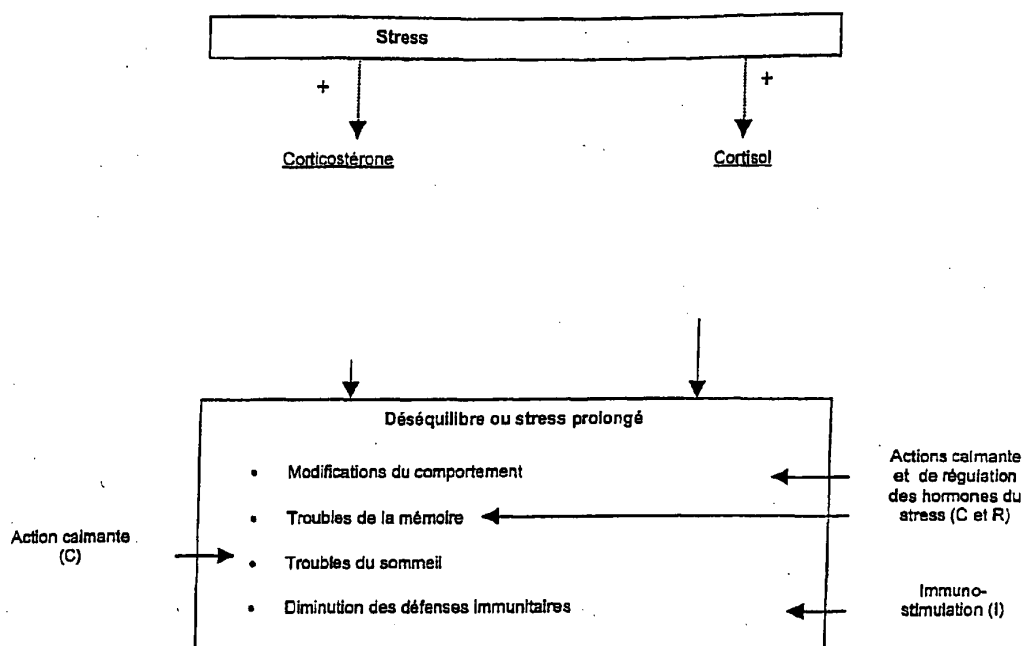 Stress
+
+
Corticostérone
Cortisol
Déséquilibre ou stress prolongé
• Modifications du comportement
• Troubles de la mémoire
• Troubles du sommeil
• Diminution des défenses immunitaires
Action calmante
(C)
Actions calmante
et de régulation
des hormones du
stress (C et R)
Immuno-
stimulation (I)